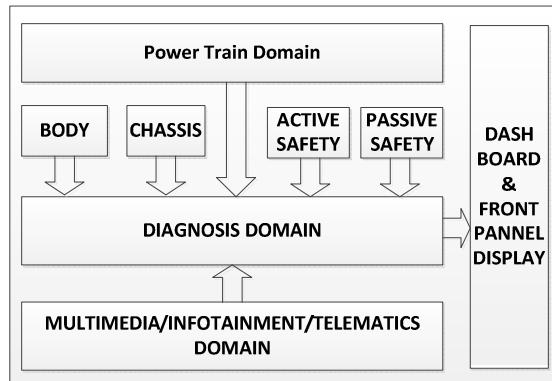 Power Train Domain
BODY
CHASSIS
ACTIVE
SAFETY
PASSIVE
SAFETY
DIAGNOSIS DOMAIN
MULTIMEDIA/INFOTAINMENT/TELEMATICS
DOMAIN
DASH
BOARD
&
FRONT
PANNEL
DISPLAY